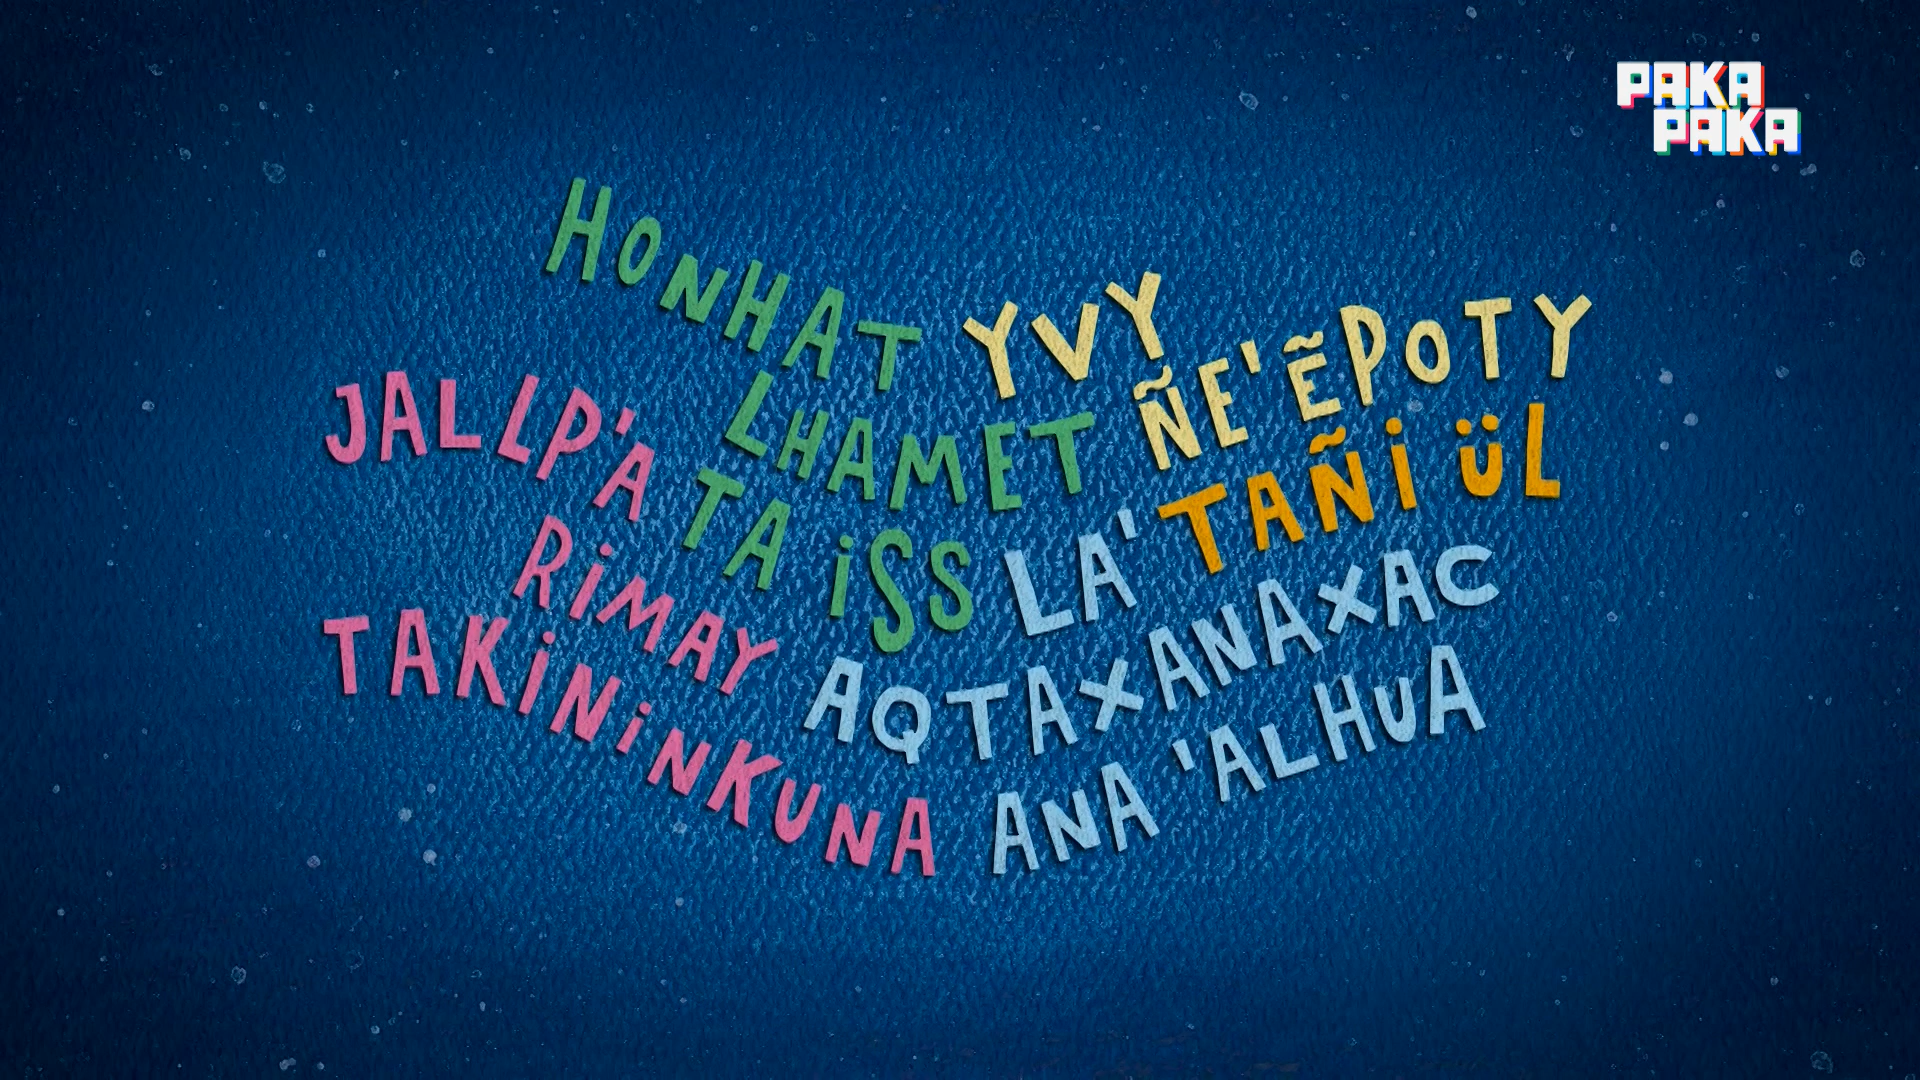 PAKA
PAKA
HONHAT
LHAMET
TA iSS
YVY
ÑE'ẼPOTY
JALLP'A
RiMAY
TAKiNiNKUNA
TAÑi ÜL
LA'
AQTAXANAXAC
ANA 'ALHUA